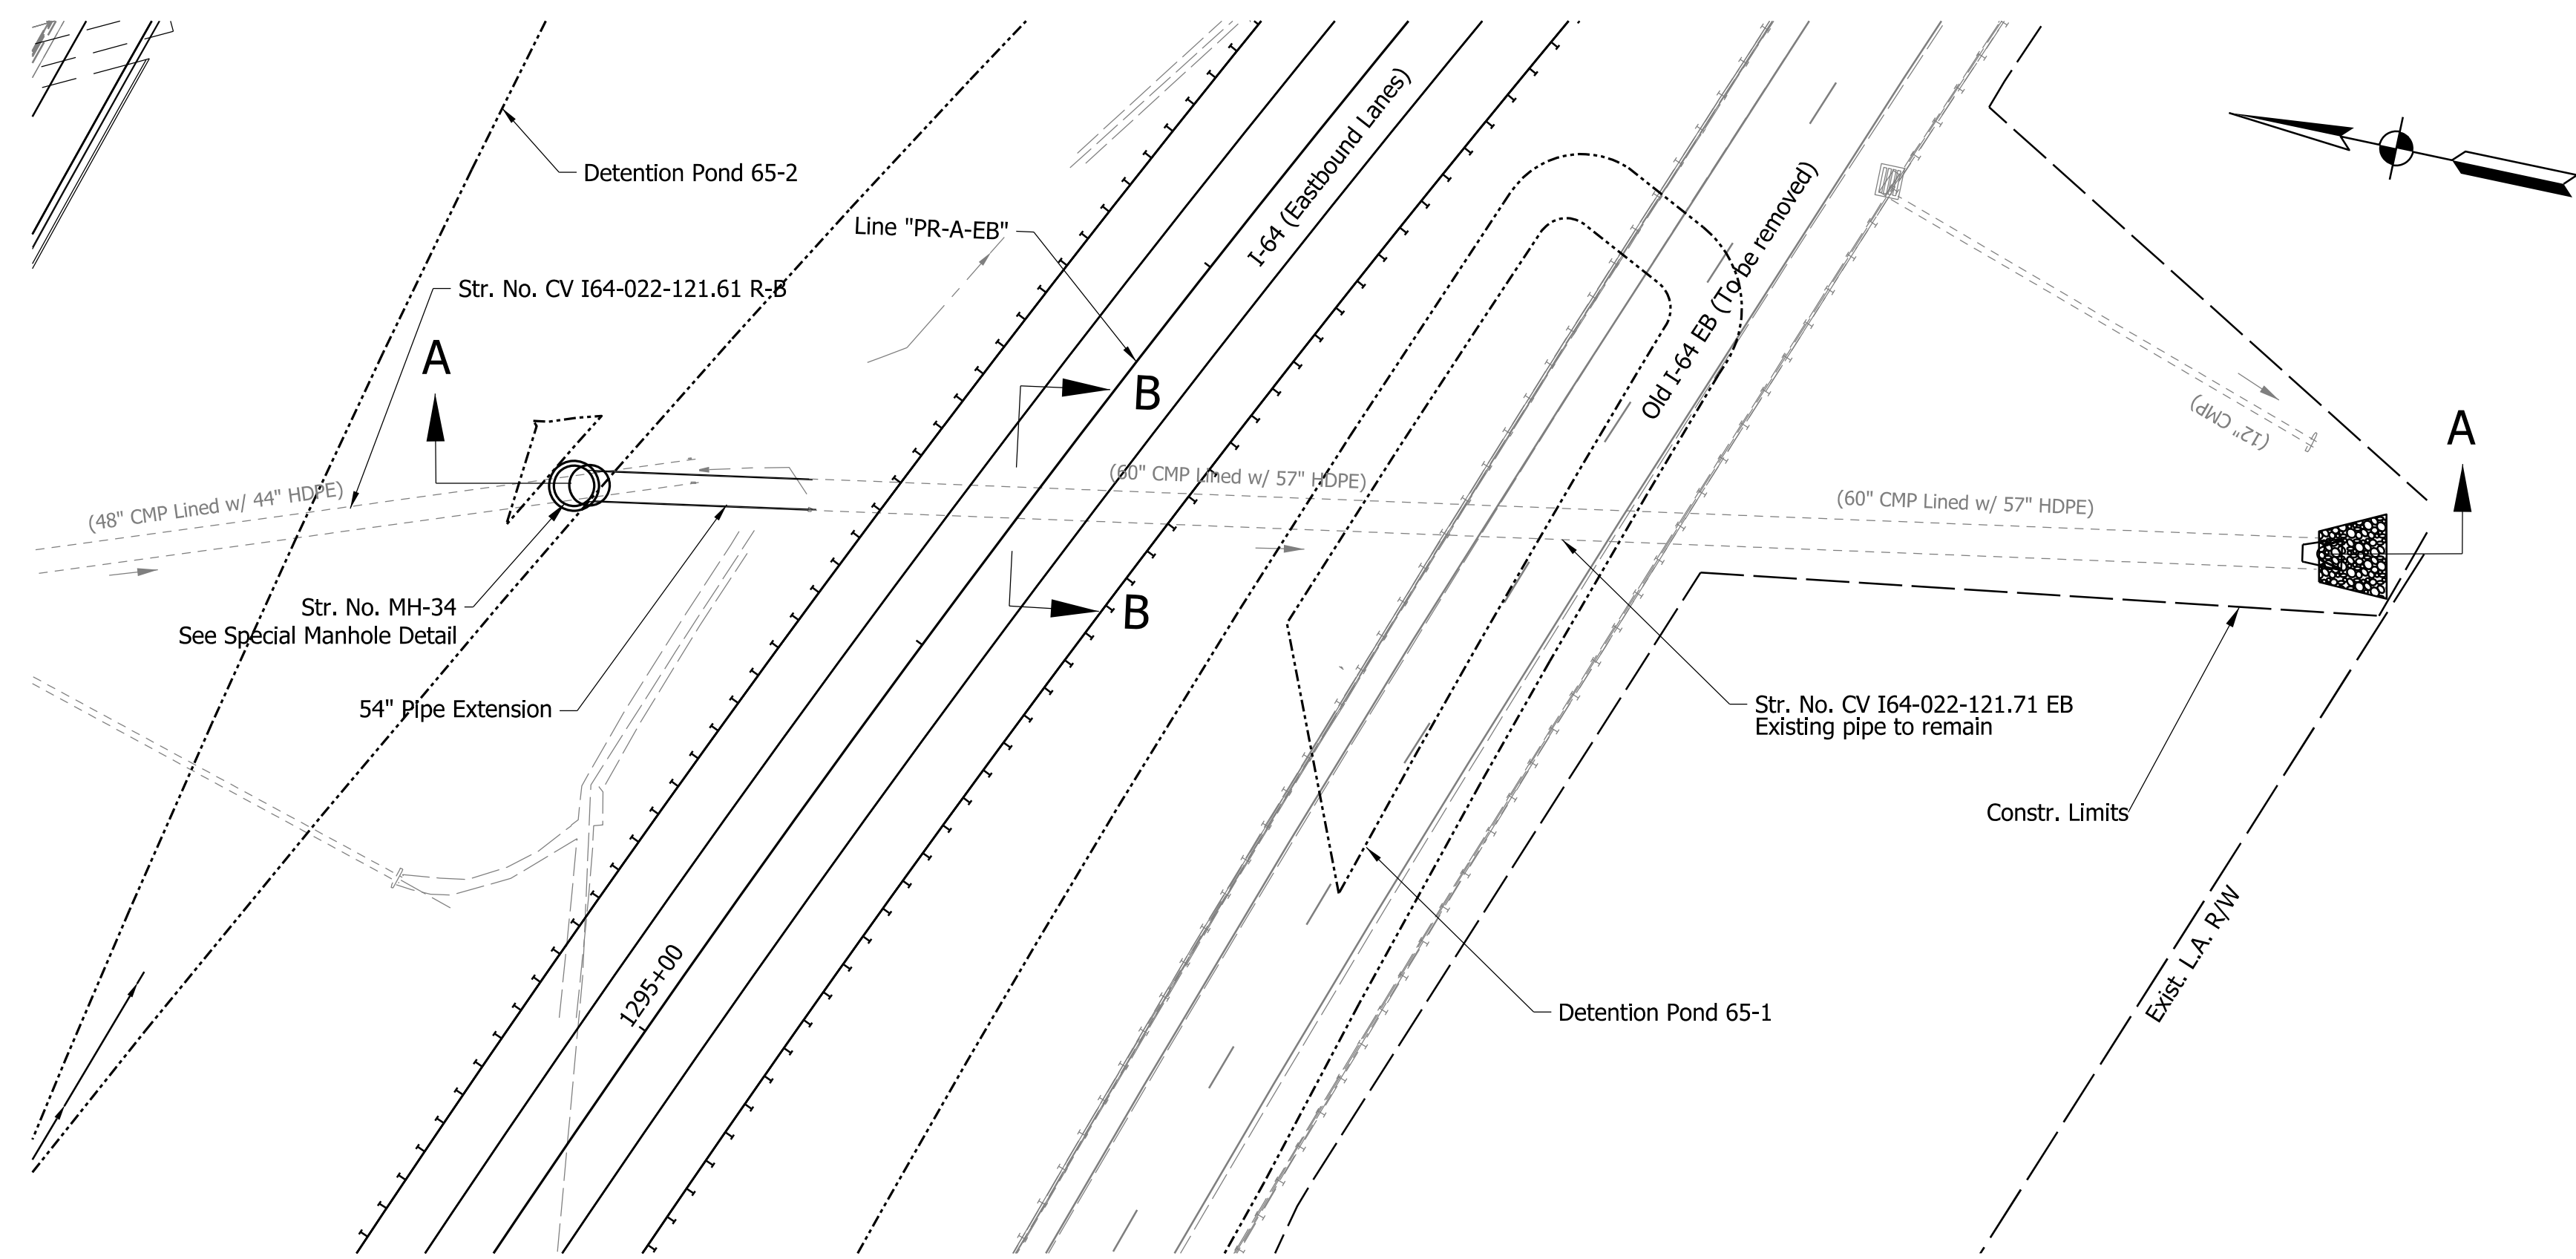 Detention Pond 65-2
Line "PR-A-EB"
I-64 (Eastbound Lanes)
Str. No. CV I64-022-121.61 R-B
Old I-64 EB (To be removed)
A
B
(12" CMP)
A
(48" CMP Lined w/ 44" HDPE)
(60" CMP Lined w/ 57" HDPE)
(60" CMP Lined w/ 57" HDPE)
Str. No. MH-34
See Special Manhole Detail
B
54" Pipe Extension
Str. No. CV I64-022-121.71 EB
Existing pipe to remain
Constr. Limits
1295+00
Exist. L.A. R/W
Detention Pond 65-1